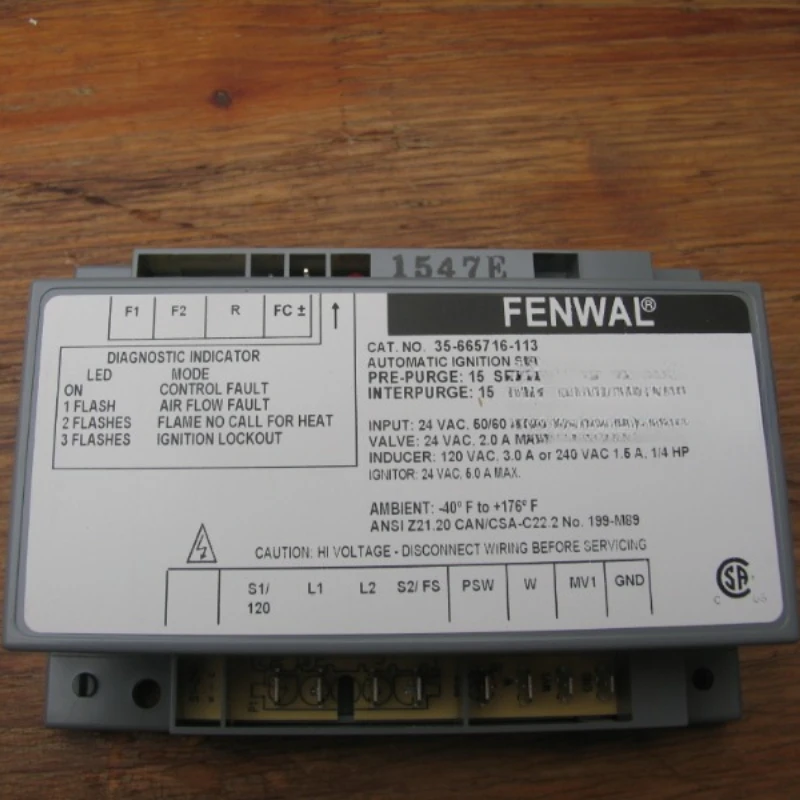 1547E
F1 F2 R FC ±
FENWAL®
CAT. NO. 35-665716-113
AUTOMATIC IGNITION
PRE-PURGE: 15
INTERPURGE: 15
DIAGNOSTIC INDICATOR
LED MODE
ON CONTROL FAULT
1 FLASH AIR FLOW FAULT
2 FLASHES FLAME NO CALL FOR HEAT
3 FLASHES IGNITION LOCKOUT
INPUT: 24 VAC, 50/60
VALVE: 24 VAC, 2.0 A
INDUCER: 120 VAC, 3.0 A or 240 VAC 1.5 A, 1/4 HP
IGNITOR: 24 VAC, 5.0 A MAX.
AMBIENT: -40° F to +176° F
ANSI Z21.20 CAN/CSA-C22.2 No. 199-M89
CAUTION: HI VOLTAGE - DISCONNECT WIRING BEFORE SERVICING
S1/ L1 L2 S2/ FS PSW W MV1 GND
120
SA
C US